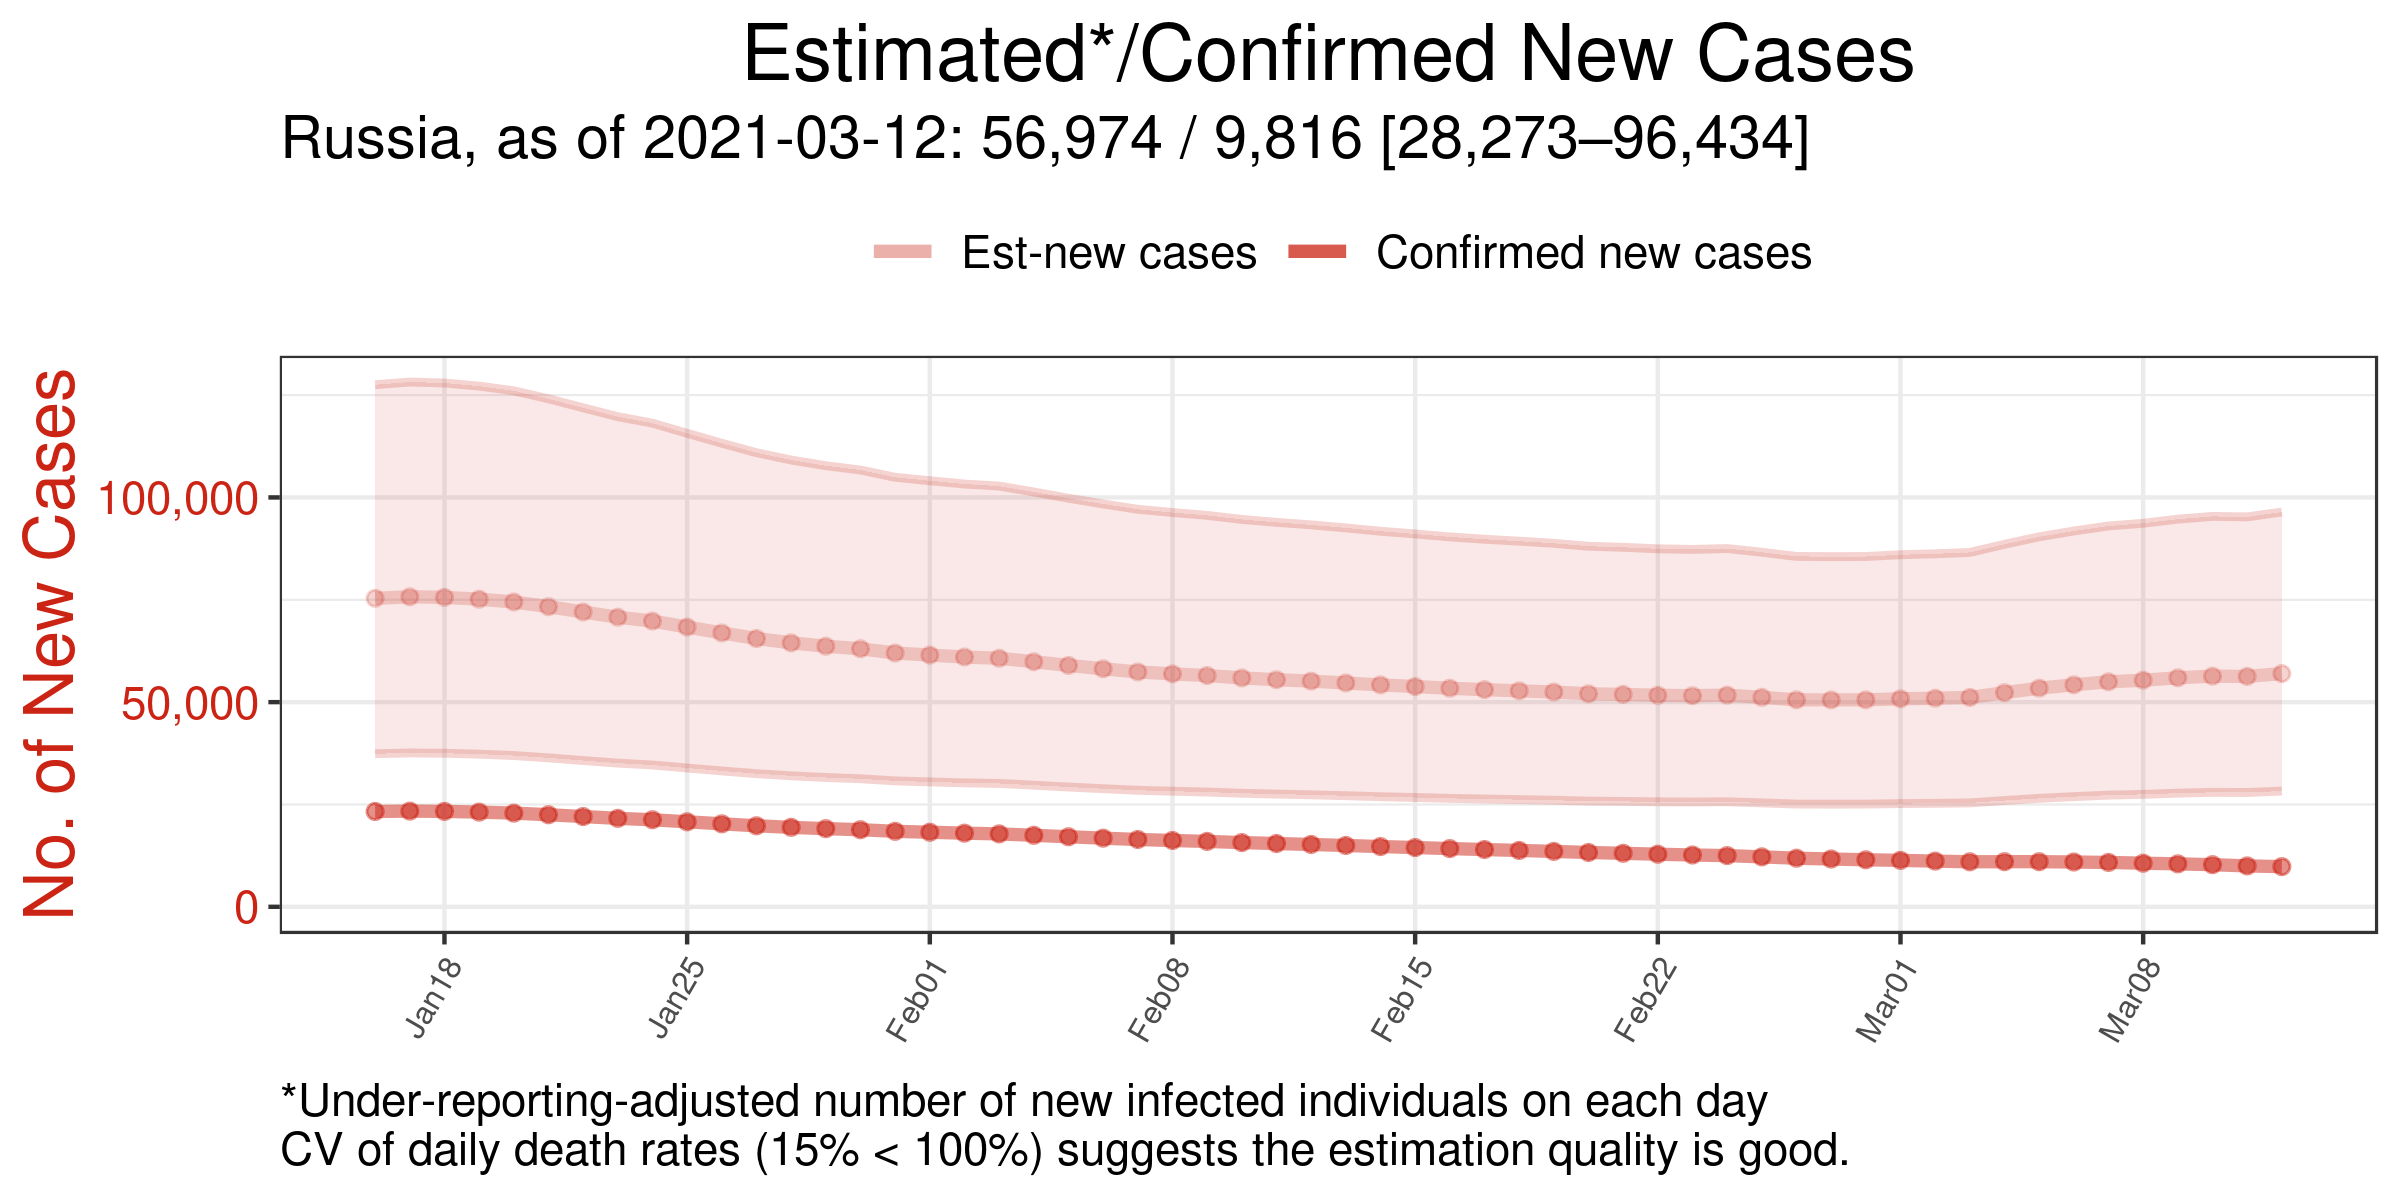 Estimated*/Confirmed New Cases
Russia, as of 2021-03-12: 56,974 / 9,816 [28,273–96,434]
Est-new cases Confirmed new cases
No. of New Cases
100,000
50,000
0
Jan18 Jan25 Feb01 Feb08 Feb15 Feb22 Mar01 Mar08
*Under-reporting-adjusted number of new infected individuals on each day
CV of daily death rates (15% < 100%) suggests the estimation quality is good.